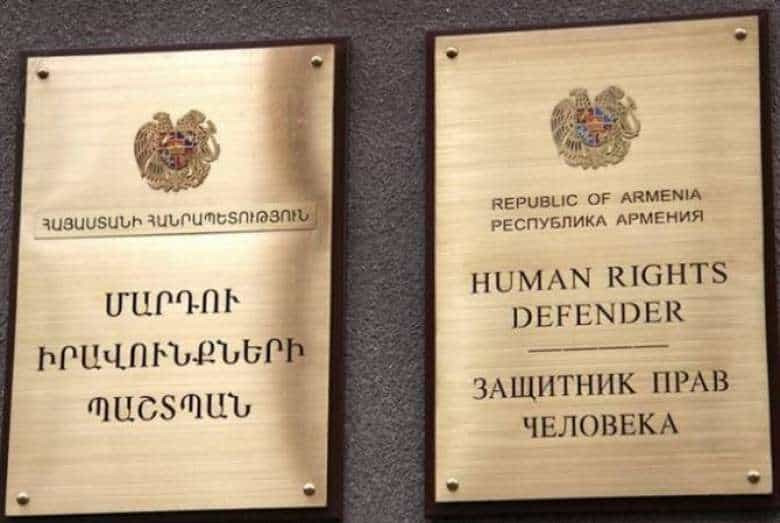 ՀԱՅԱՍՏԱՆԻ ՀԱՆՐԱՊԵՏՈՒԹՅՈՒՆ
ՄԱՐԴՈՒ
ԻՐԱՎՈՒՆՔՆԵՐԻ
ՊԱՇՏՊԱՆ
REPUBLIC OF ARMENIA
РЕСПУБЛИКА АРМЕНИЯ
HUMAN RIGHTS
DEFENDER
ЗАЩИТНИК ПРАВ
ЧЕЛОВЕКА